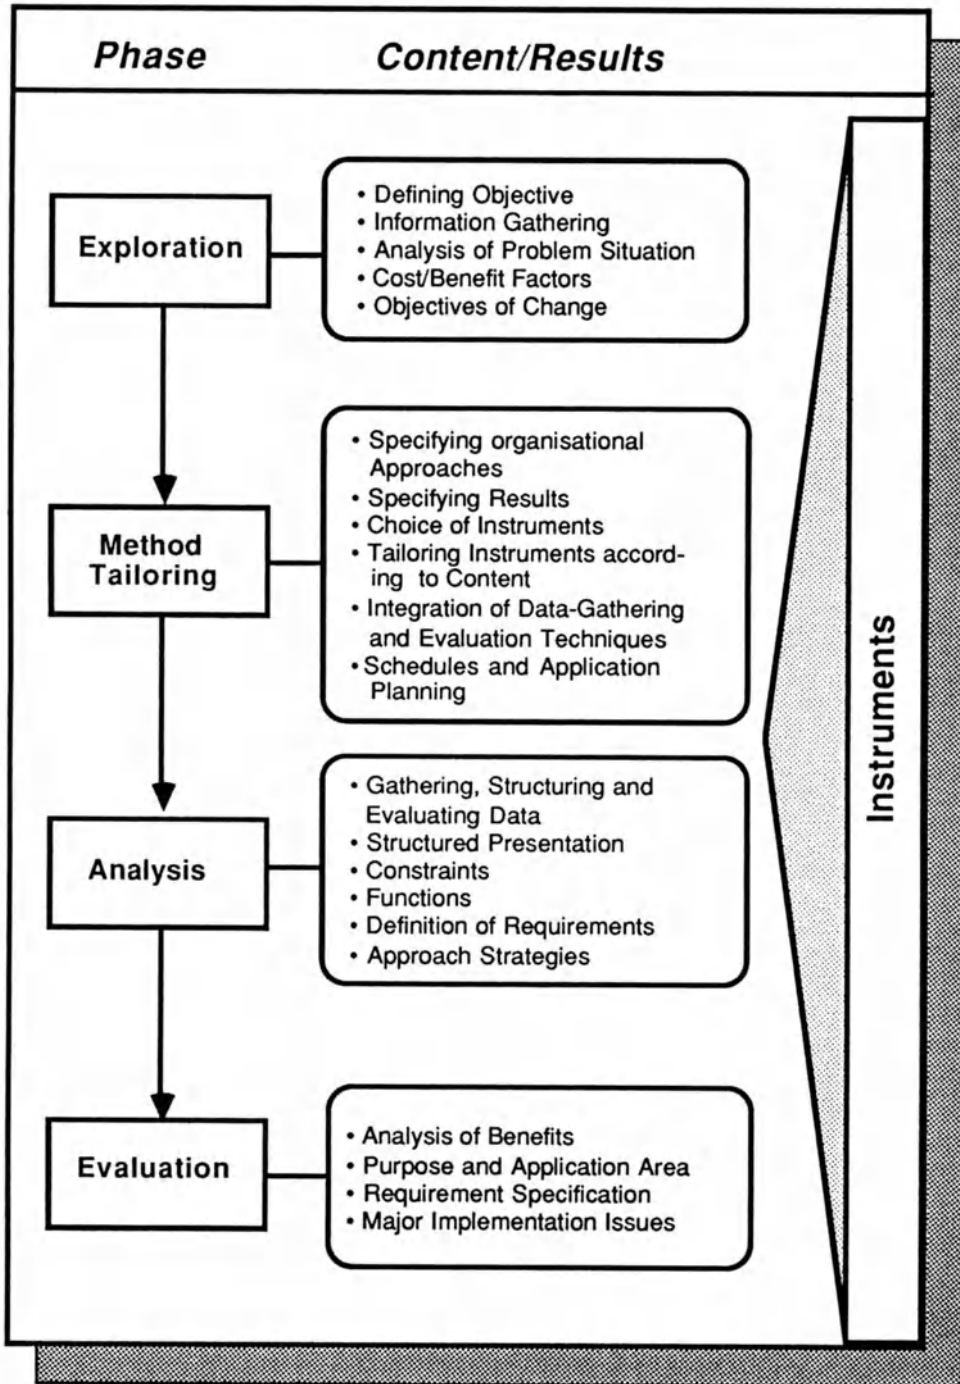 Phase Content/Results
Exploration
• Defining Objective
• Information Gathering
• Analysis of Problem Situation
• Cost/Benefit Factors
• Objectives of Change
Method
Tailoring
• Specifying organisational
Approaches
• Specifying Results
• Choice of Instruments
• Tailoring Instruments accord-
ing to Content
• Integration of Data-Gathering
and Evaluation Techniques
• Schedules and Application
Planning
Analysis
• Gathering, Structuring and
Evaluating Data
• Structured Presentation
• Constraints
• Functions
• Definition of Requirements
• Approach Strategies
Evaluation
• Analysis of Benefits
• Purpose and Application Area
• Requirement Specification
• Major Implementation Issues
Instruments